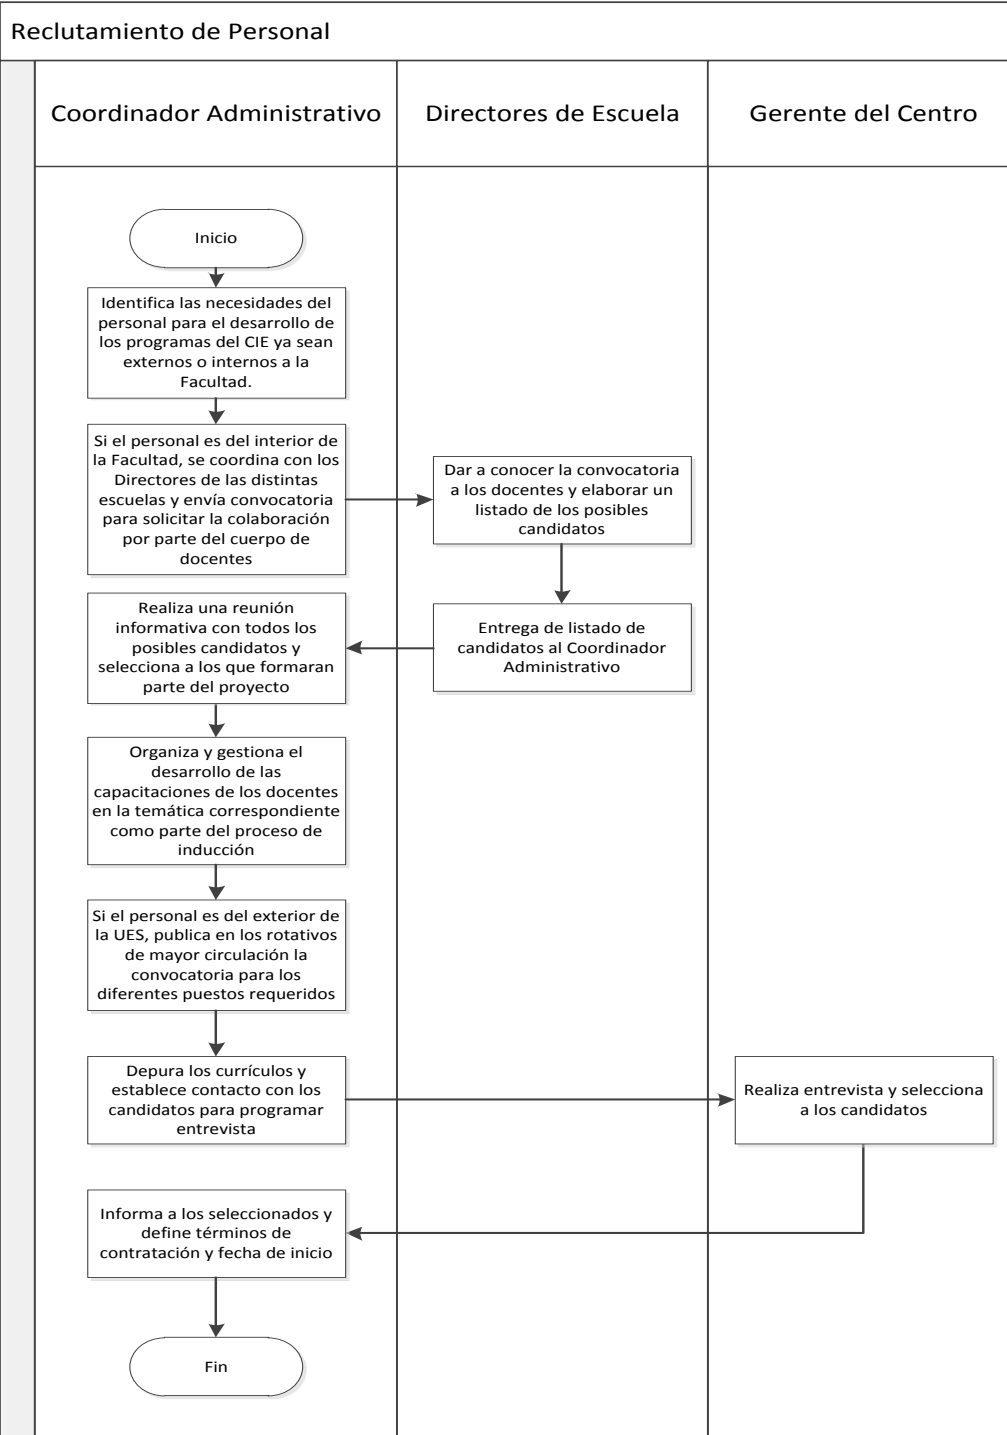 Reclutamiento de Personal
Coordinador Administrativo
Directores de Escuela
Gerente del Centro
Inicio
Identifica las necesidades del
personal para el desarrollo de
los programas del CIE ya sean
externos o internos a la
Facultad.
Si el personal es del interior de
la Facultad, se coordina con los
Directores de las distintas
escuelas y envía convocatoria
para solicitar la colaboración
por parte del cuerpo de
docentes
Dar a conocer la convocatoria
a los docentes y elaborar un
listado de los posibles
candidatos
Entrega de listado de
candidatos al Coordinador
Administrativo
Realiza una reunión
informativa con todos los
posibles candidatos y
selecciona a los que formaran
parte del proyecto
Organiza y gestiona el
desarrollo de las
capacitaciones de los docentes
en la temática correspondiente
como parte del proceso de
inducción
Si el personal es del exterior de
la UES, publica en los rotativos
de mayor circulación la
convocatoria para los
diferentes puestos requeridos
Depura los currículos y
establece contacto con los
candidatos para programar
entrevista
Realiza entrevista y selecciona
a los candidatos
Informa a los seleccionados y
define términos de
contratación y fecha de inicio
Fin